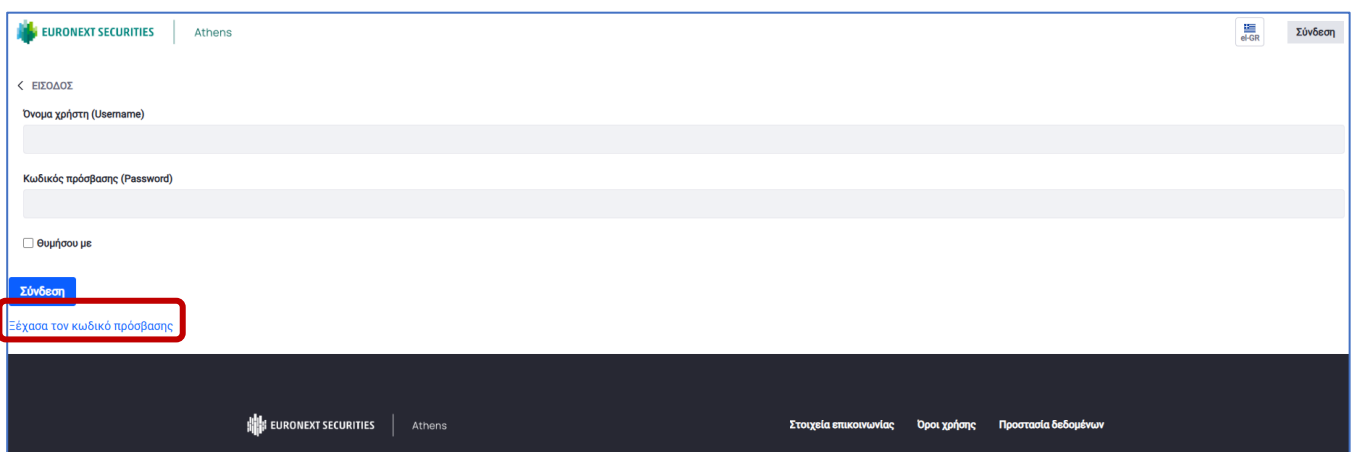 EURONEXT SECURITIES Athens el-GR Σύνδεση
ΕΙΣΟΔΟΣ
Όνομα χρήστη (Username)
Κωδικός πρόσβασης (Password)
Θυμήσου με
Σύνδεση
Ξέχασα τον κωδικό πρόσβασης
EURONEXT SECURITIES Athens Στοιχεία επικοινωνίας Όροι χρήσης Προστασία δεδομένων